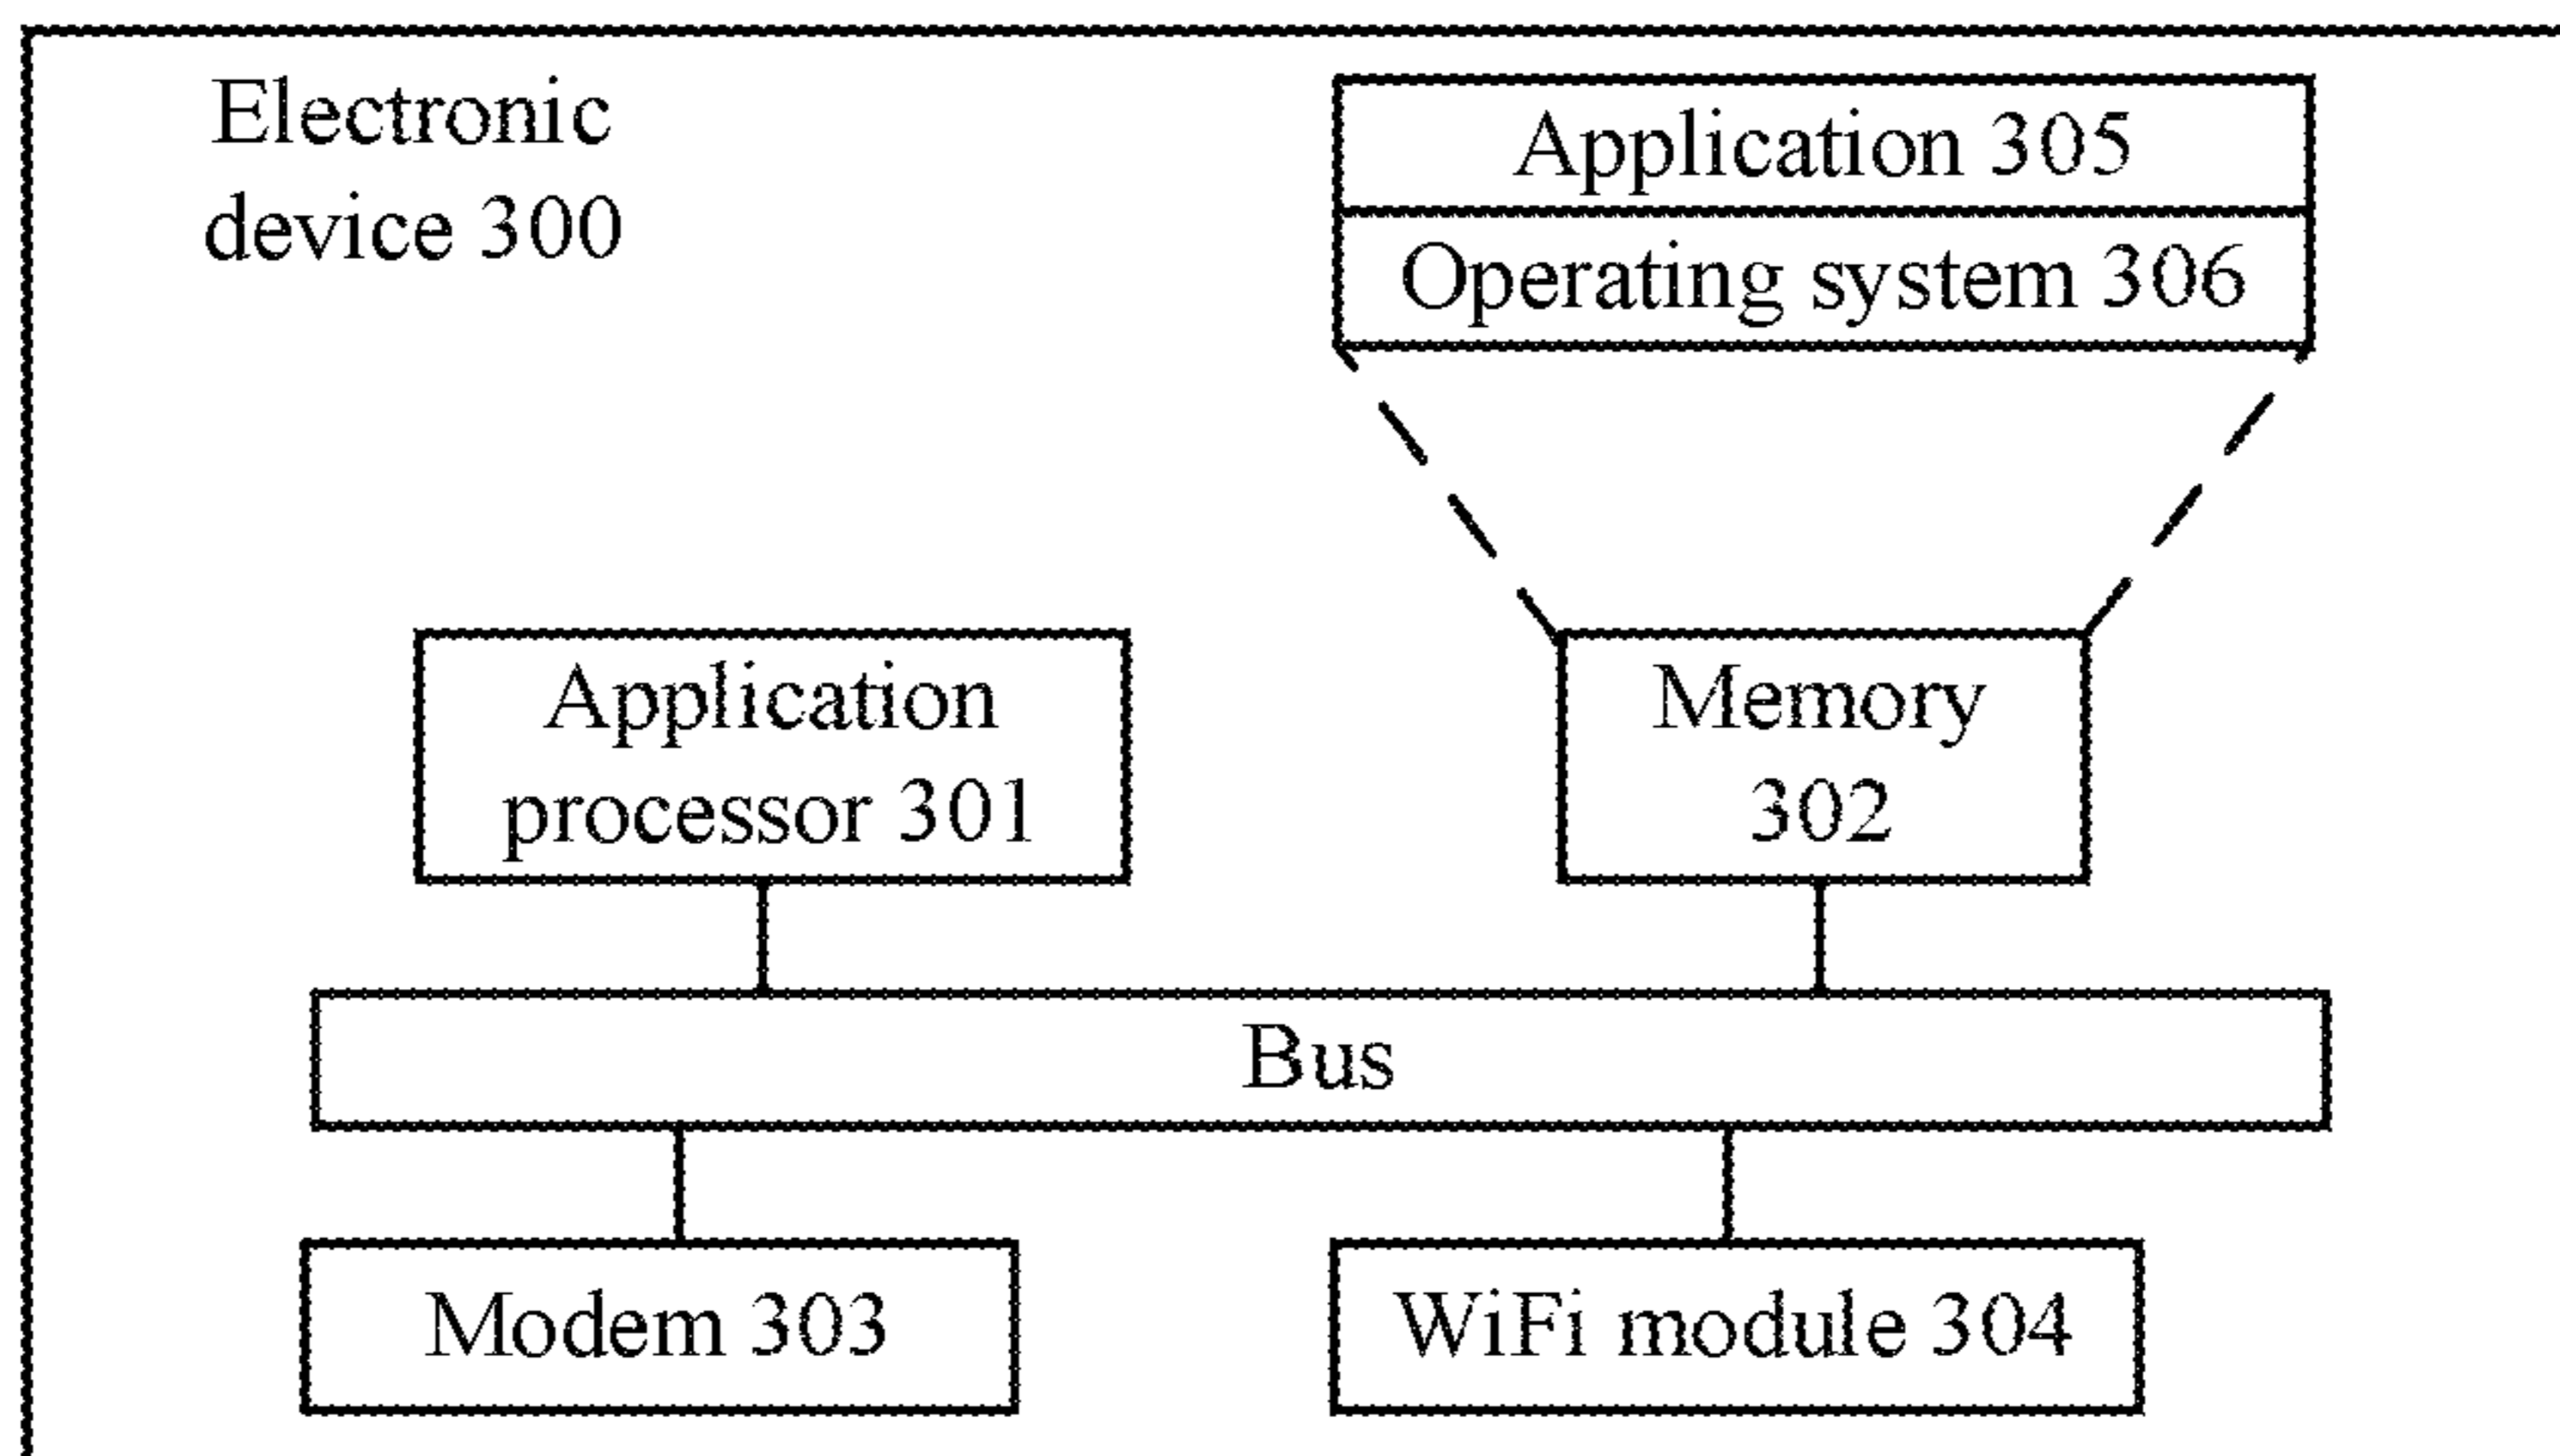 Electronic
device 300
Application 305
Operating system 306
Application
processor 301
Memory
302
Bus
Modem 303
WiFi module 304